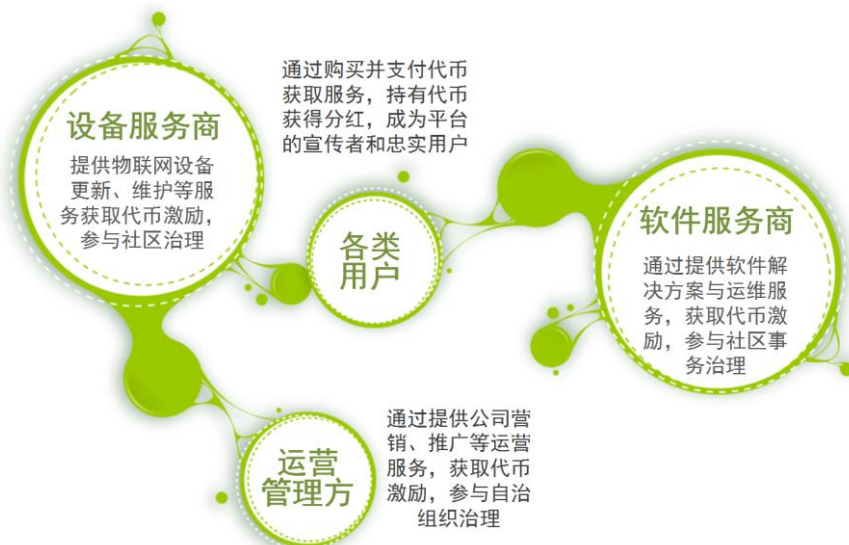 设备服务商
提供物联网设备
更新、维护等服
务获取代币激励，
参与社区治理
通过购买并支付代币
获取服务，持有代币
获得分红，成为平台
的宣传者和忠实用户
各类
用户
软件服务商
通过提供软件解
决方案与运维服
务，获取代币激
励，参与社区事
务治理
运营
管理方
通过提供公司营
销、推广等运营
服务，获取代币
激励，参与自治
组织治理